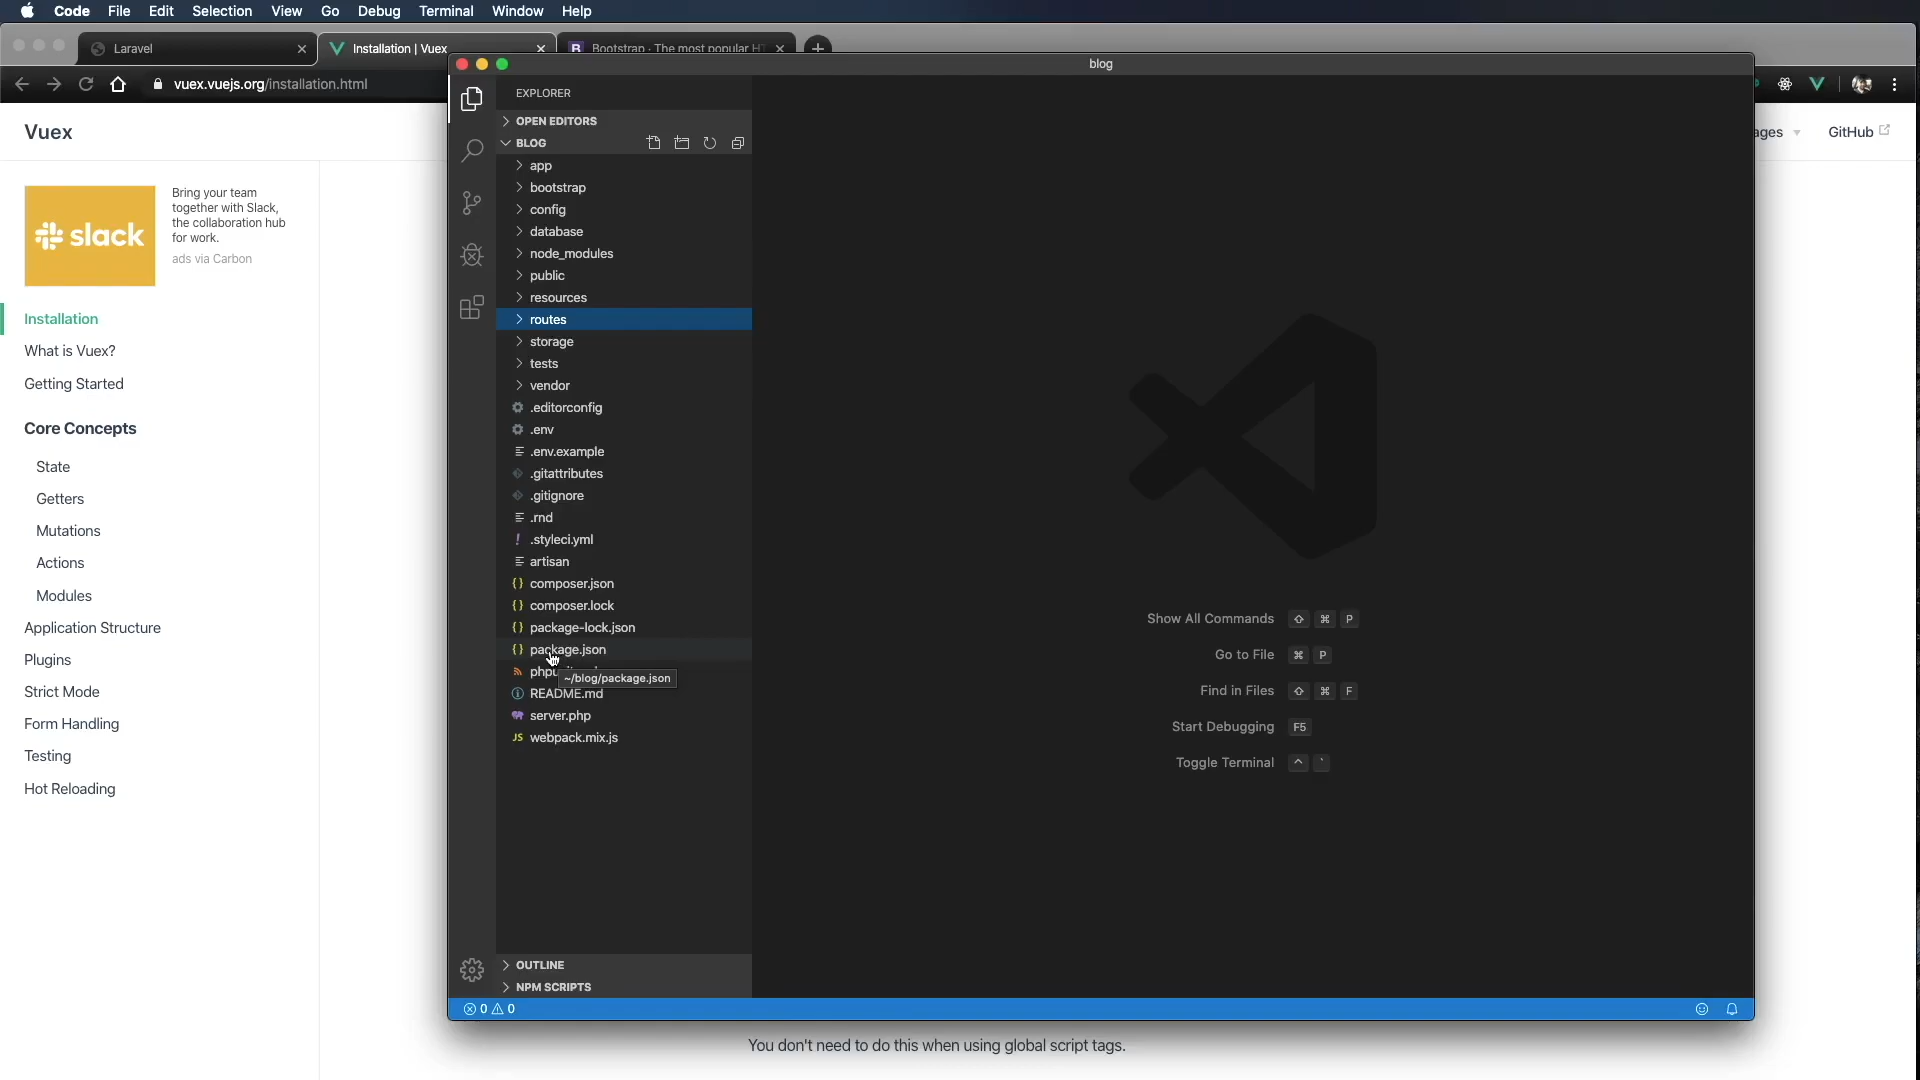 Code File Edit Selection View Go Debug Terminal Window Help
Laravel
Installation | Vuex
Bootstrap · The most popular HT
vuex.vuejs.org/installation.html
blog
Vuex
GitHub
slack
Bring your team
together with Slack,
the collaboration hub
for work.
ads via Carbon
Installation
What is Vuex?
Getting Started
Core Concepts
State
Getters
Mutations
Actions
Modules
Application Structure
Plugins
Strict Mode
Form Handling
Testing
Hot Reloading
EXPLORER
OPEN EDITORS
BLOG
app
bootstrap
config
database
node_modules
public
resources
routes
storage
tests
vendor
.editorconfig
.env
.env.example
.gitattributes
.gitignore
.rnd
.styleci.yml
artisan
composer.json
composer.lock
package-lock.json
package.json
~/blog/package.json
README.md
server.php
JS webpack.mix.js
OUTLINE
NPM SCRIPTS
Show All Commands ⇧ ⌘ P
Go to File ⌘ P
Find in Files ⇧ ⌘ F
Start Debugging F5
Toggle Terminal ^ `
0 0
You don't need to do this when using global script tags.